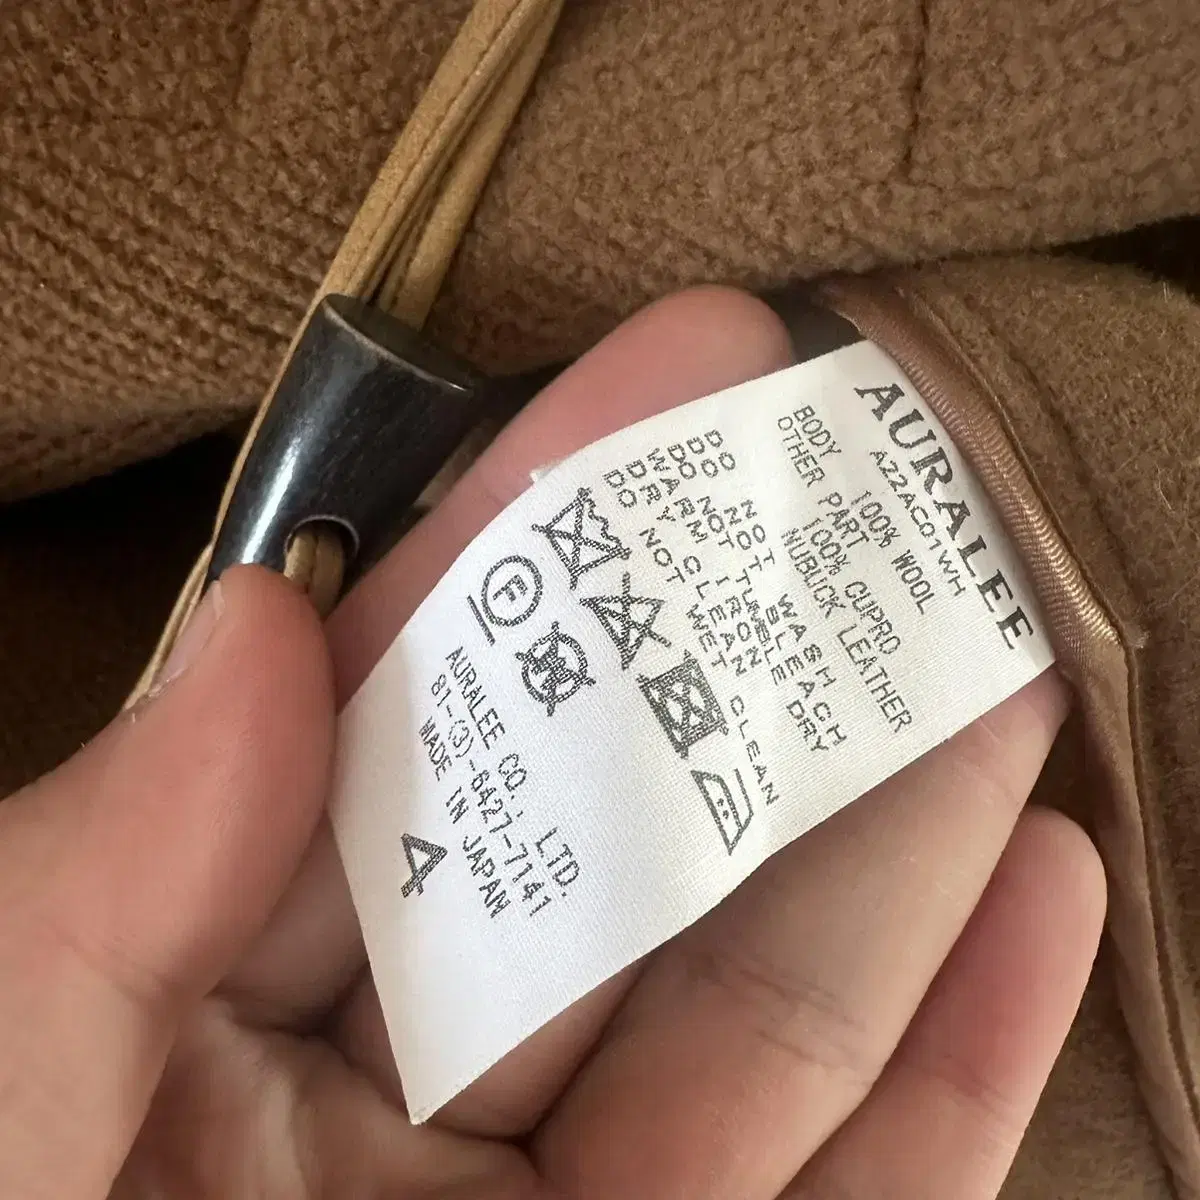 AURALEE
A22AC01WH
BODY 100% WOOL
OTHER PART 100% CUPRO
NUBUCK LEATHER
DO NOT WASH
DO NOT BLEACH
DO NOT TUMBLE DRY
WARM IRON
DRY CLEAN
DO NOT WET CLEAN
F
W
AURALEE CO., LTD.
81-(3)-6427-7141
MADE IN JAPAN
4